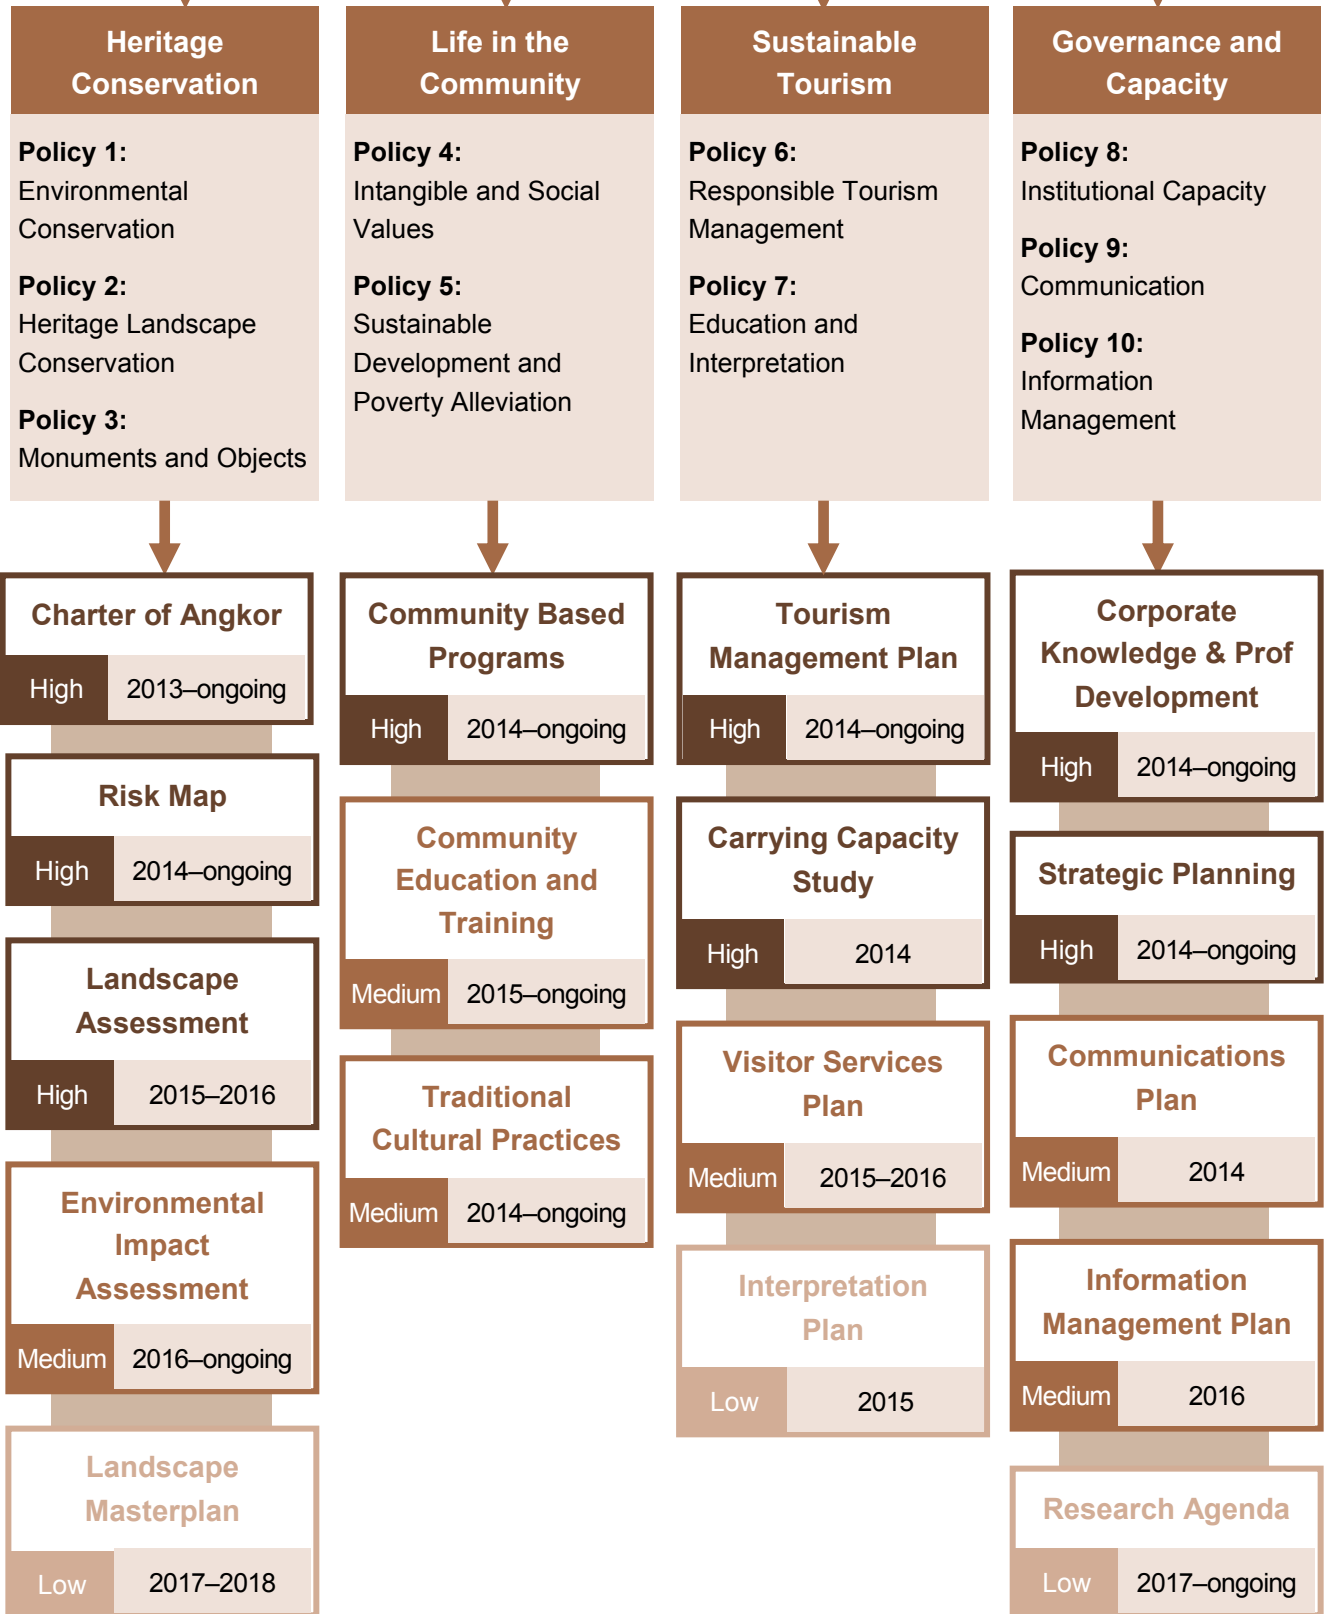 Heritage
Conservation
Policy 1:
Environmental
Conservation
Policy 2:
Heritage Landscape
Conservation
Policy 3:
Monuments and Objects
Charter of Angkor
High 2013–ongoing
Risk Map
High 2014–ongoing
Landscape
Assessment
High 2015–2016
Environmental
Impact
Assessment
Medium 2016–ongoing
Landscape
Masterplan
Low 2017–2018
Life in the
Community
Policy 4:
Intangible and Social
Values
Policy 5:
Sustainable
Development and
Poverty Alleviation
Community Based
Programs
High 2014–ongoing
Community
Education and
Training
Medium 2015–ongoing
Traditional
Cultural Practices
Medium 2014–ongoing
Sustainable
Tourism
Policy 6:
Responsible Tourism
Management
Policy 7:
Education and
Interpretation
Tourism
Management Plan
High 2014–ongoing
Carrying Capacity
Study
High 2014
Visitor Services
Plan
Medium 2015–2016
Interpretation
Plan
Low 2015
Governance and
Capacity
Policy 8:
Institutional Capacity
Policy 9:
Communication
Policy 10:
Information
Management
Corporate
Knowledge & Prof
Development
High 2014–ongoing
Strategic Planning
High 2014–ongoing
Communications
Plan
Medium 2014
Information
Management Plan
Medium 2016
Research Agenda
Low 2017–ongoing